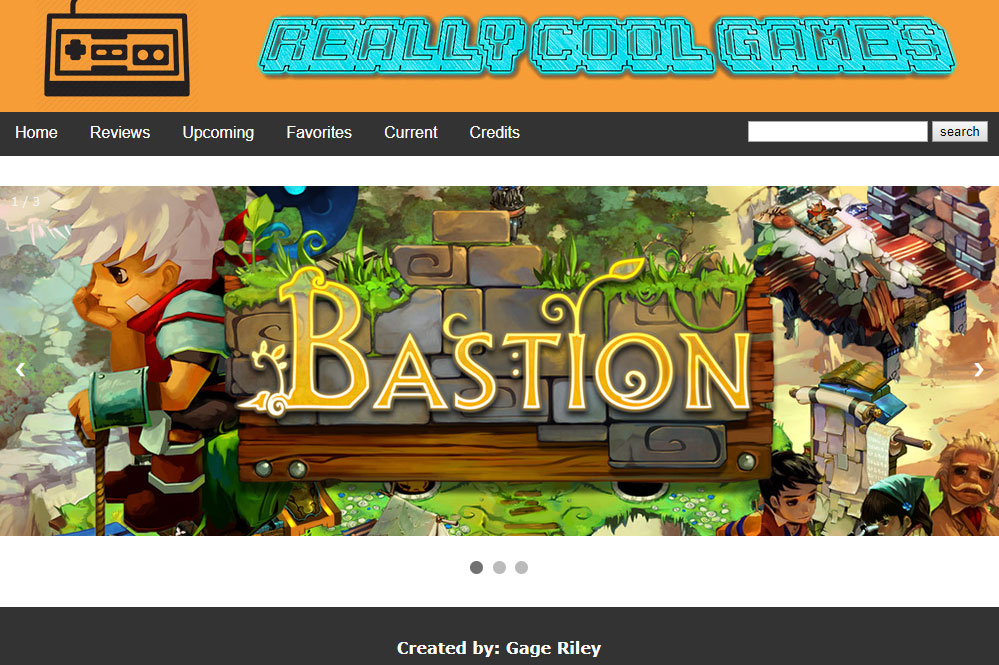 REALLY COOL GAMES
Home Reviews Upcoming Favorites Current Credits search
1 / 3
BASTION
Created by: Gage Riley